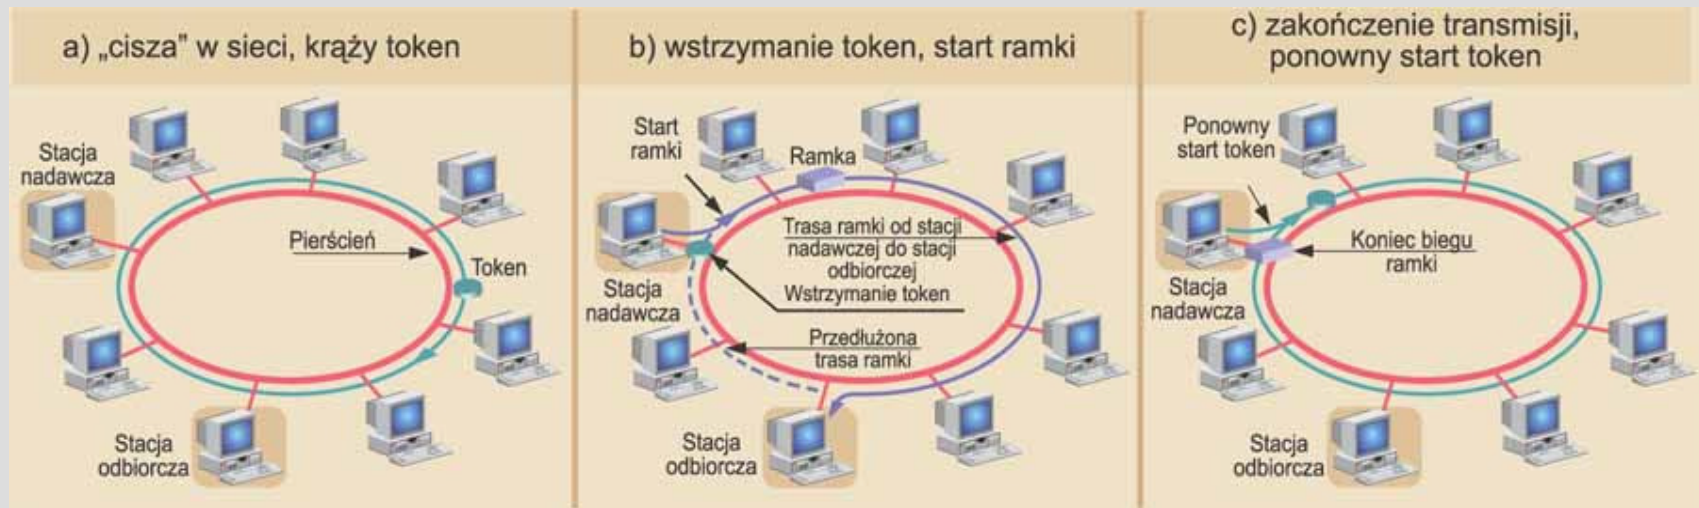 a) „cisza” w sieci, krąży token
Stacja
nadawcza
Pierścień
Token
Stacja
odbiorcza
b) wstrzymanie token, start ramki
Start
ramki
Ramka
Trasa ramki od stacji
nadawczej do stacji
odbiorczej
Wstrzymanie token
Stacja
nadawcza
Przedłużona
trasa ramki
Stacja
odbiorcza
c) zakończenie transmisji,
ponowny start token
Ponowny
start token
Koniec biegu
ramki
Stacja
nadawcza
Stacja
odbiorcza